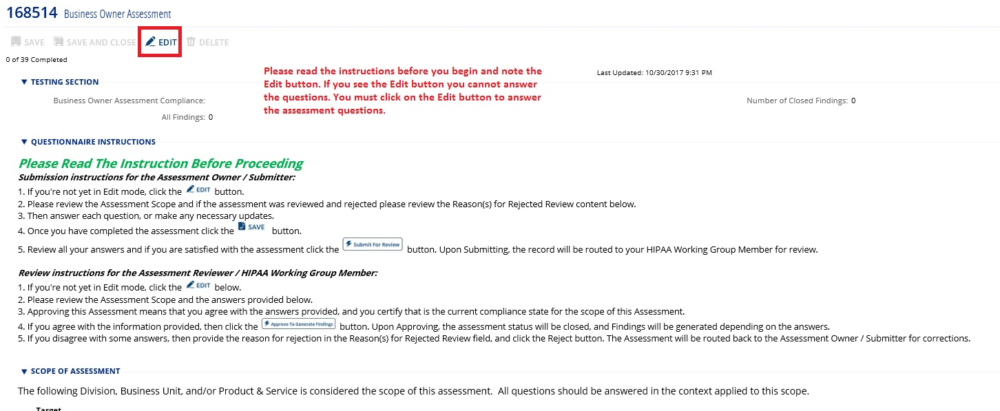 168514 Business Owner Assessment
SAVE SAVE AND CLOSE EDIT DELETE
0 of 39 Completed
Please read the instructions before you begin and note the
Edit button. If you see the Edit button you cannot answer
the questions. You must click on the Edit button to answer
the assessment questions.
Last Updated: 10/30/2017 9:31 PM
▼ TESTING SECTION
Business Owner Assessment Compliance:
Number of Closed Findings: 0
All Findings: 0
▼ QUESTIONNAIRE INSTRUCTIONS
Please Read The Instruction Before Proceeding
Submission instructions for the Assessment Owner / Submitter:
1. If you're not yet in Edit mode, click the EDIT button.
2. Please review the Assessment Scope and if the assessment was reviewed and rejected please review the Reason(s) for Rejected Review content below.
3. Then answer each question, or make any necessary updates.
4. Once you have completed the assessment click the SAVE button.
5. Review all your answers and if you are satisfied with the assessment click the Submit For Review button. Upon Submitting, the record will be routed to your HIPAA Working Group Member for review.
Review instructions for the Assessment Reviewer / HIPAA Working Group Member:
1. If you're not yet in Edit mode, click the EDIT below.
2. Please review the Assessment Scope and the answers provided below.
3. Approving this Assessment means that you agree with the answers provided, and you certify that is the current compliance state for the scope of this Assessment.
4. If you agree with the information provided, then click the Approve To Generate Findings button. Upon Approving, the assessment status will be closed, and Findings will be generated depending on the answers.
5. If you disagree with some answers, then provide the reason for rejection in the Reason(s) for Rejected Review field, and click the Reject button. The Assessment will be routed back to the Assessment Owner / Submitter for corrections.
▼ SCOPE OF ASSESSMENT
The following Division, Business Unit, and/or Product & Service is considered the scope of this assessment. All questions should be answered in the context applied to this scope.
Target